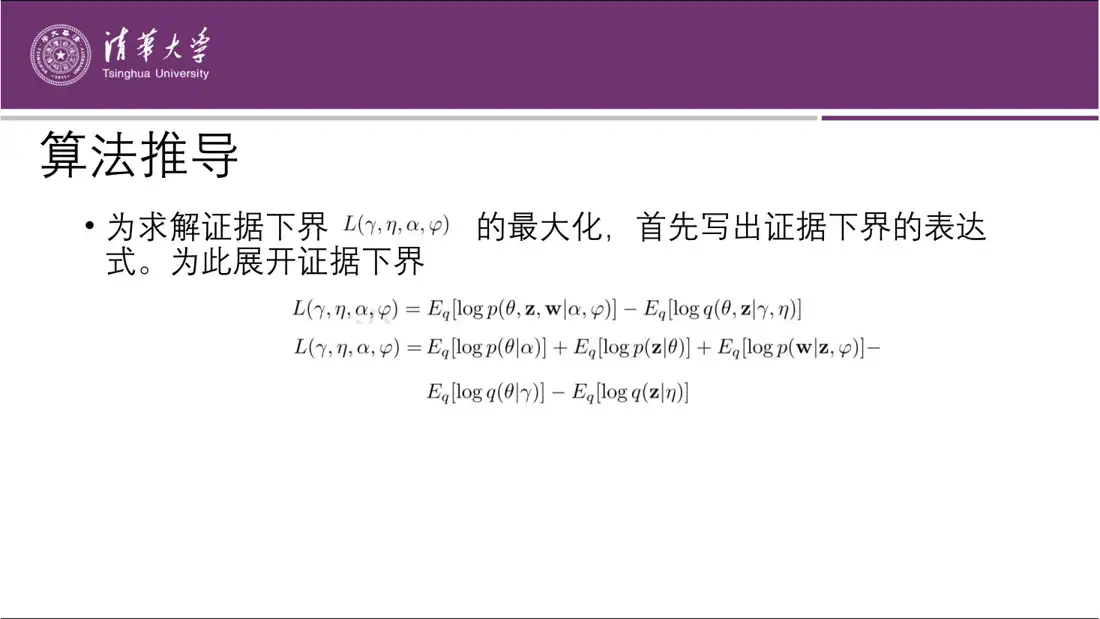 清華大学
Tsinghua University
算法推导
• 为求解证据下界 L(γ, η, α, φ) 的最大化，首先写出证据下界的表达
式。为此展开证据下界
L(γ, η, α, φ) = E_q[log p(θ, z, w|α, φ)] − E_q[log q(θ, z|γ, η)]
L(γ, η, α, φ) = E_q[log p(θ|α)] + E_q[log p(z|θ)] + E_q[log p(w|z, φ)]−
E_q[log q(θ|γ)] − E_q[log q(z|η)]